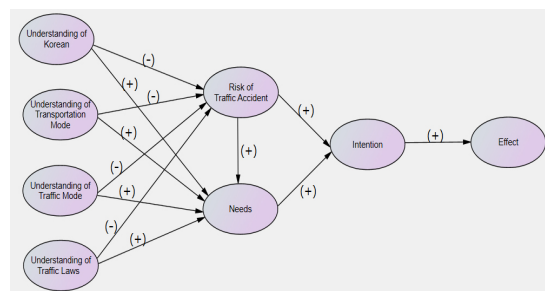 Understanding of
Korean
(-)
(+)
Understanding of
Transportation
Mode
(-)
(+)
Risk of
Traffic Accident
(+)
(+)
Intention
(+)
Effect
Understanding of
Traffic Mode
(-)
(+)
Needs
(+)
Understanding of
Traffic Laws
(-)
(+)